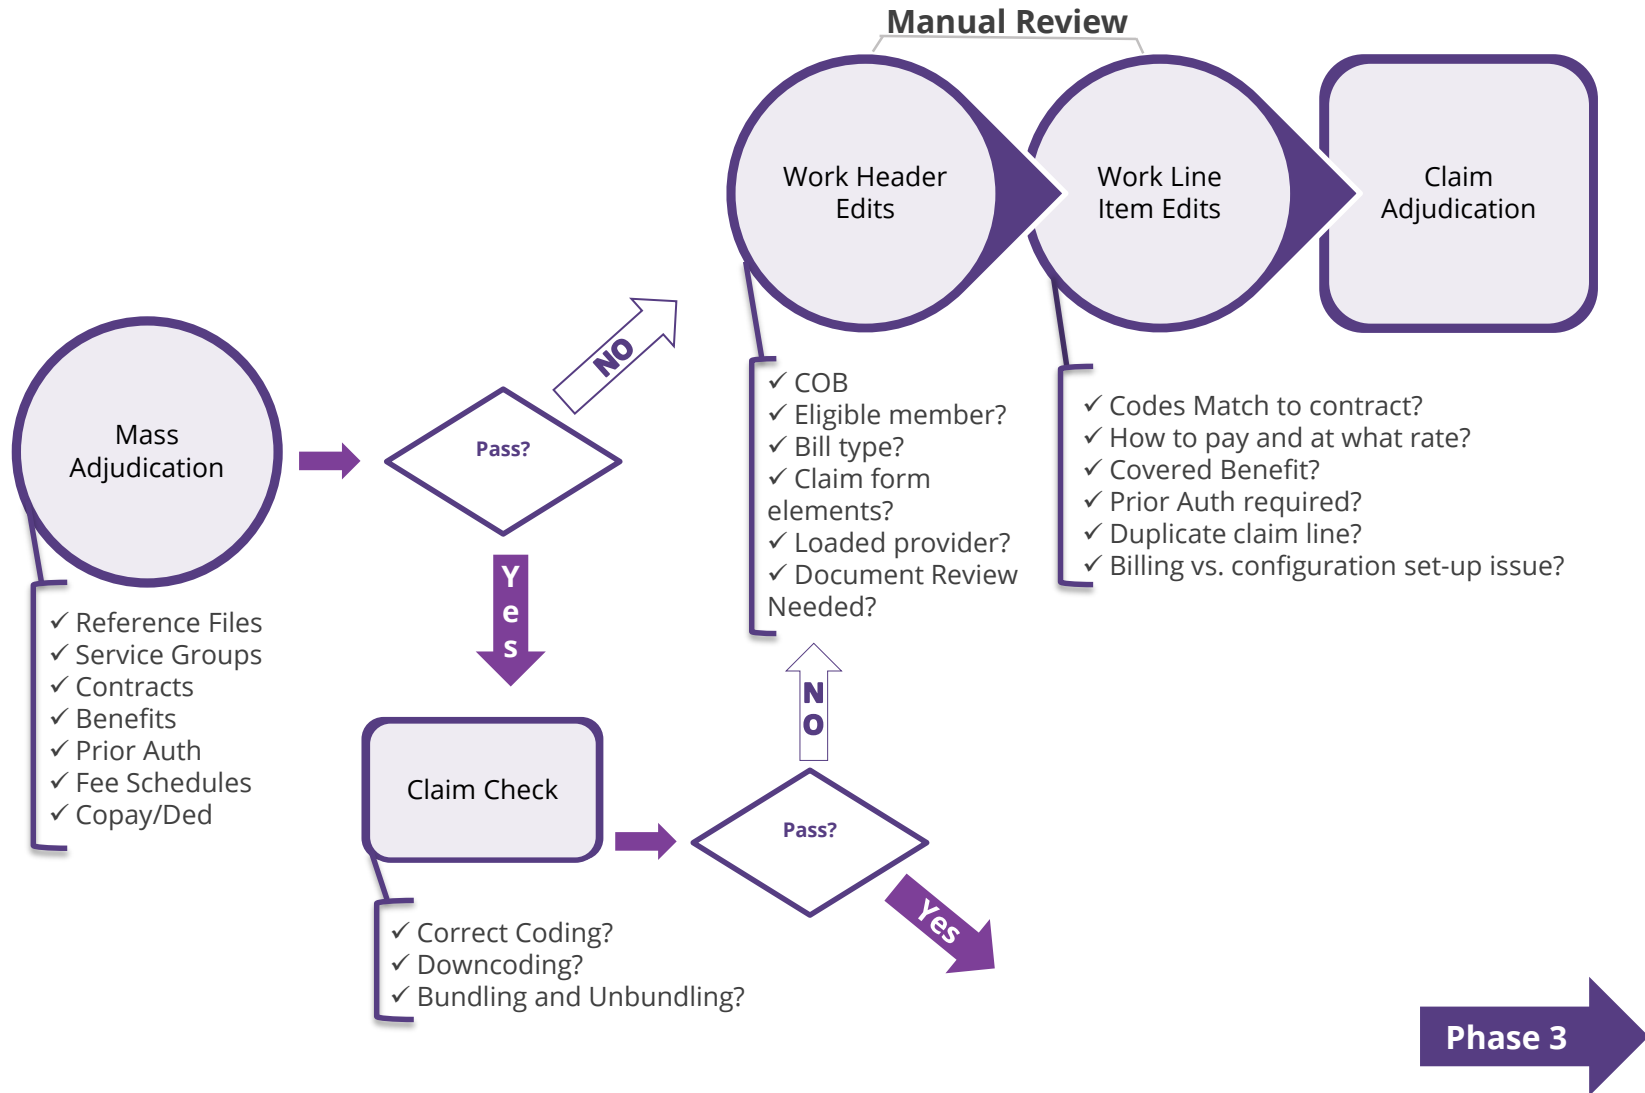 Manual Review
Work Header
Edits
Work Line
Item Edits
Claim
Adjudication
NO
Mass
Adjudication
Pass?
✓ COB
✓ Eligible member?
✓ Bill type?
✓ Claim form
elements?
✓ Loaded provider?
✓ Document Review
Needed?
✓ Codes Match to contract?
✓ How to pay and at what rate?
✓ Covered Benefit?
✓ Prior Auth required?
✓ Duplicate claim line?
✓ Billing vs. configuration set-up issue?
Yes
✓ Reference Files
✓ Service Groups
✓ Contracts
✓ Benefits
✓ Prior Auth
✓ Fee Schedules
✓ Copay/Ded
NO
Claim Check
Pass?
Yes
✓ Correct Coding?
✓ Downcoding?
✓ Bundling and Unbundling?
Phase 3